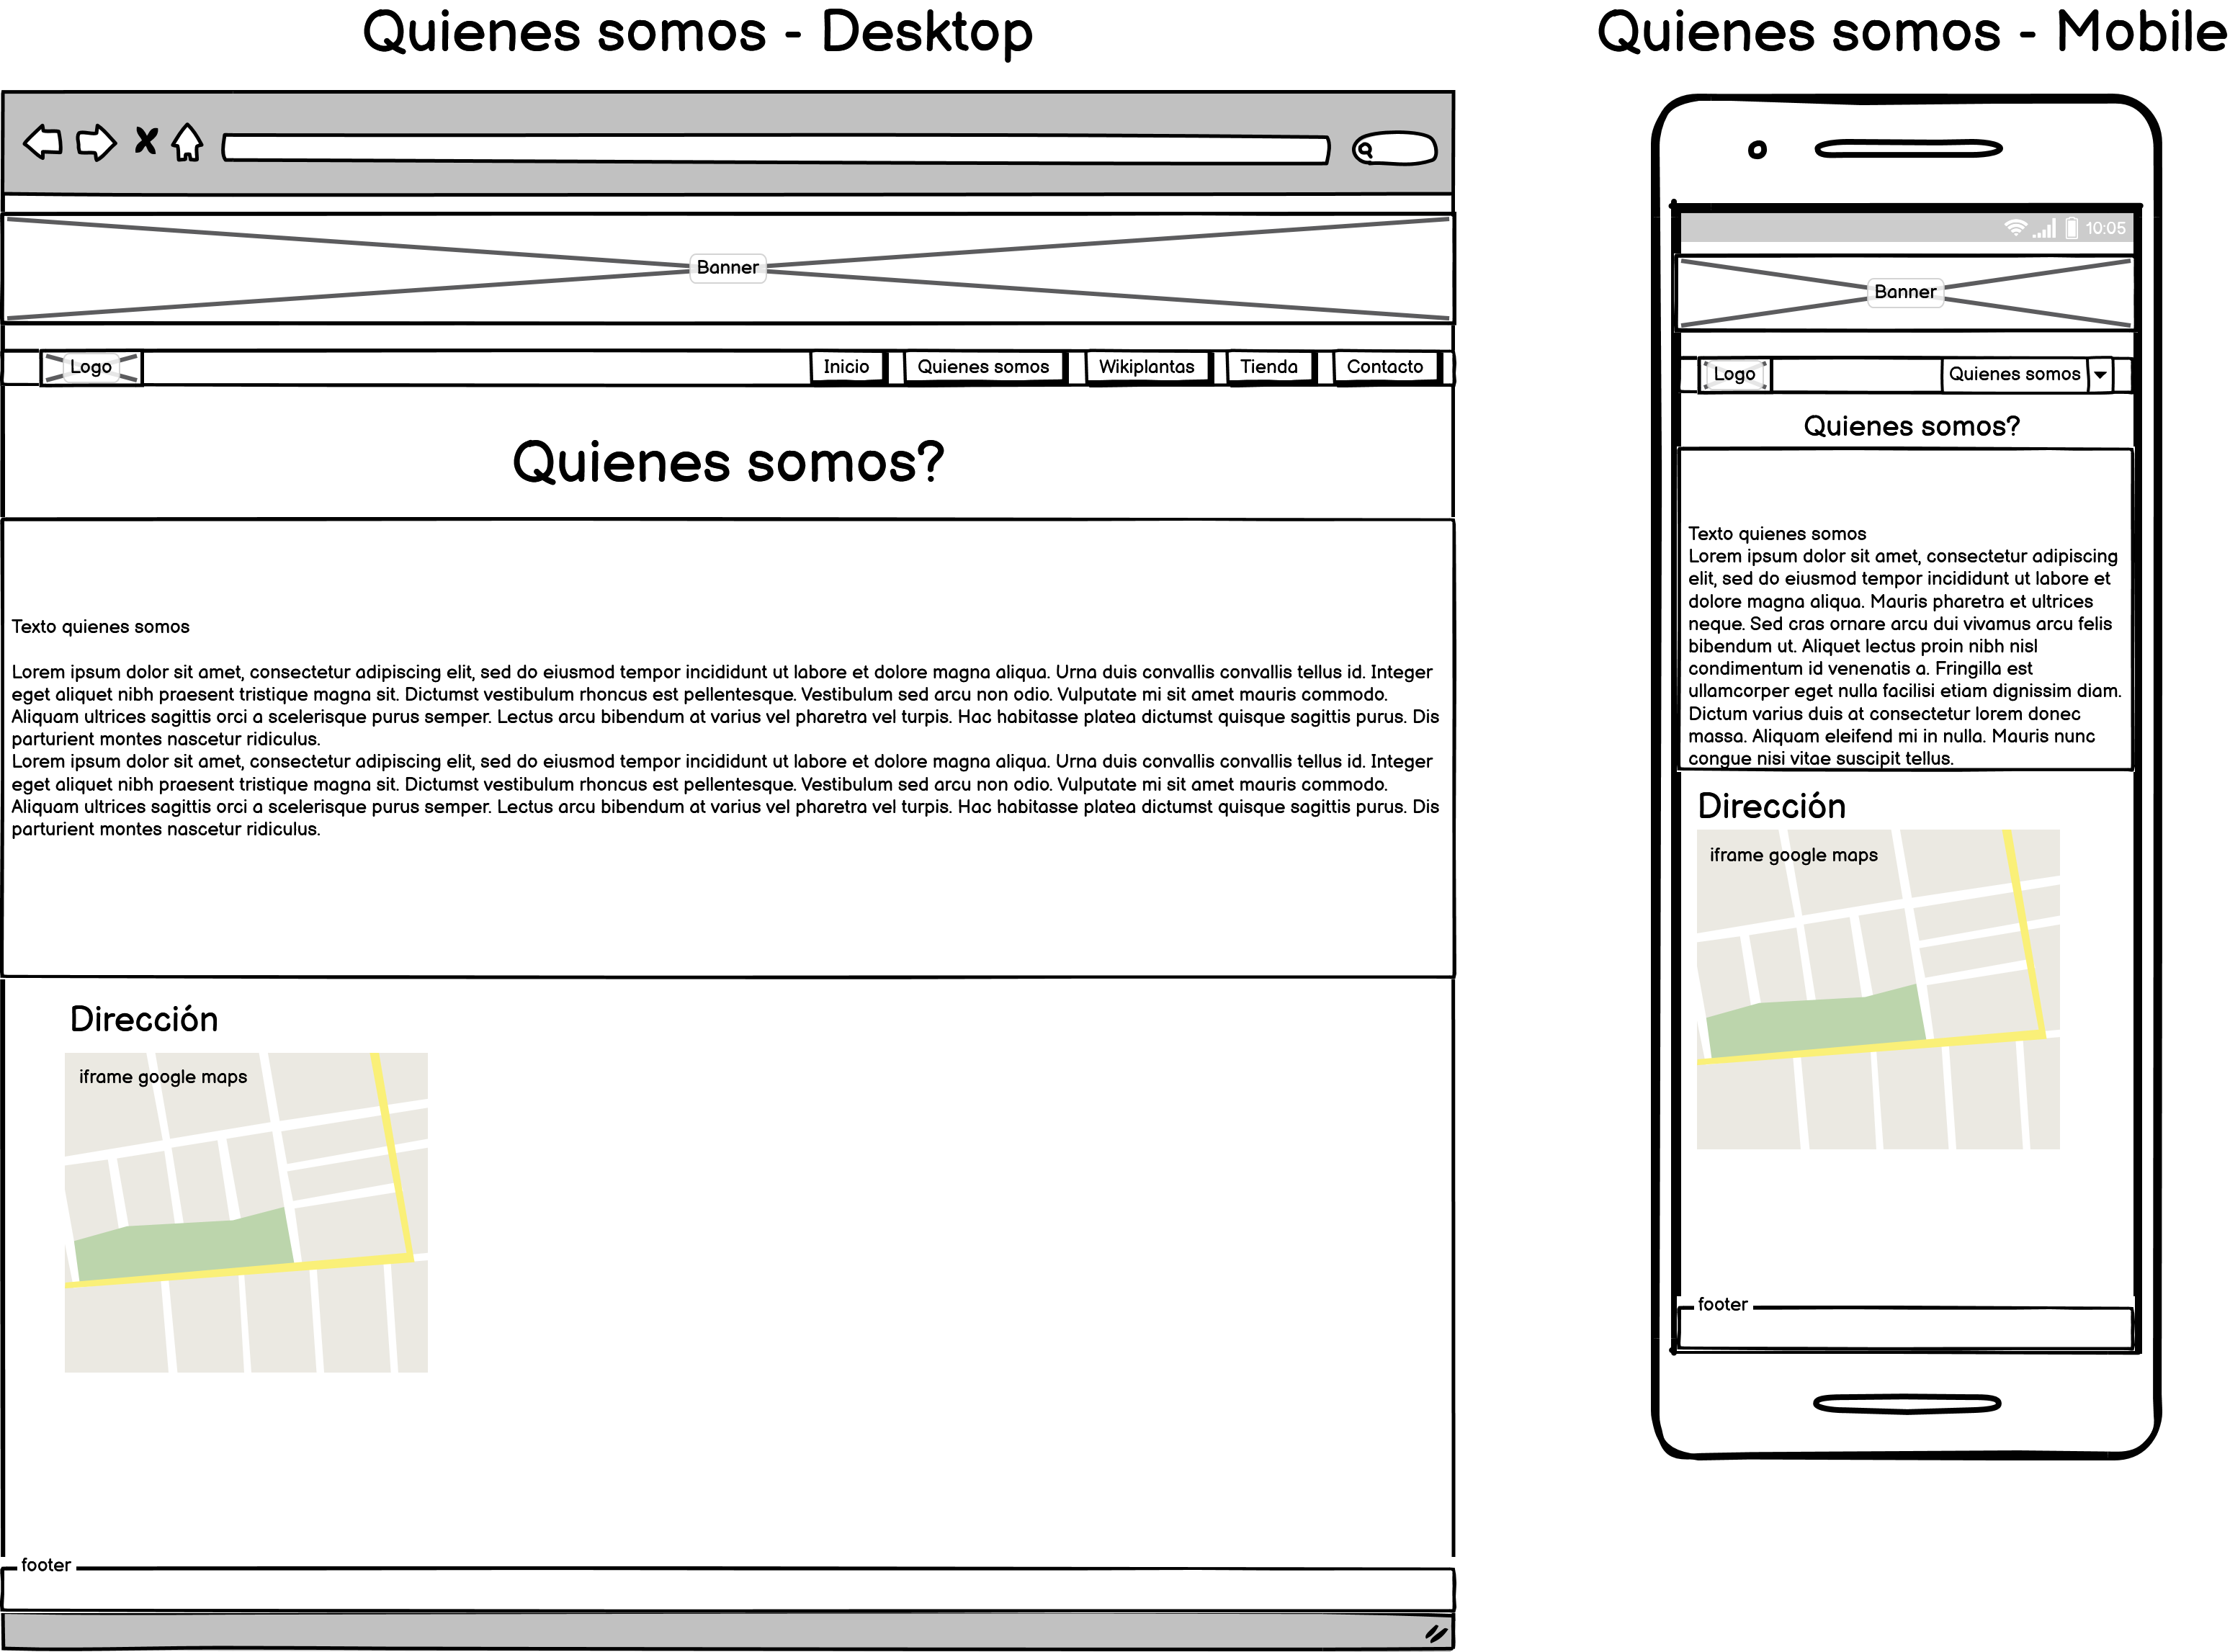 Quienes somos - Desktop
Banner
Logo
Inicio
Quienes somos
Wikiplantas
Tienda
Contacto
Quienes somos?
Texto quienes somos
Lorem ipsum dolor sit amet, consectetur adipiscing elit, sed do eiusmod tempor incididunt ut labore et dolore magna aliqua. Urna duis convallis convallis tellus id. Integer
eget aliquet nibh praesent tristique magna sit. Dictumst vestibulum rhoncus est pellentesque. Vestibulum sed arcu non odio. Vulputate mi sit amet mauris commodo.
Aliquam ultrices sagittis orci a scelerisque purus semper. Lectus arcu bibendum at varius vel pharetra vel turpis. Hac habitasse platea dictumst quisque sagittis purus. Dis
parturient montes nascetur ridiculus.
Lorem ipsum dolor sit amet, consectetur adipiscing elit, sed do eiusmod tempor incididunt ut labore et dolore magna aliqua. Urna duis convallis convallis tellus id. Integer
eget aliquet nibh praesent tristique magna sit. Dictumst vestibulum rhoncus est pellentesque. Vestibulum sed arcu non odio. Vulputate mi sit amet mauris commodo.
Aliquam ultrices sagittis orci a scelerisque purus semper. Lectus arcu bibendum at varius vel pharetra vel turpis. Hac habitasse platea dictumst quisque sagittis purus. Dis
parturient montes nascetur ridiculus.
Dirección
iframe google maps
footer
Quienes somos - Mobile
10:05
Banner
Logo
Quienes somos
Quienes somos?
Texto quienes somos
Lorem ipsum dolor sit amet, consectetur adipiscing
elit, sed do eiusmod tempor incididunt ut labore et
dolore magna aliqua. Mauris pharetra et ultrices
neque. Sed cras ornare arcu dui vivamus arcu felis
bibendum ut. Aliquet lectus proin nibh nisl
condimentum id venenatis a. Fringilla est
ullamcorper eget nulla facilisi etiam dignissim diam.
Dictum varius duis at consectetur lorem donec
massa. Aliquam eleifend mi in nulla. Mauris nunc
congue nisi vitae suscipit tellus.
Dirección
iframe google maps
footer